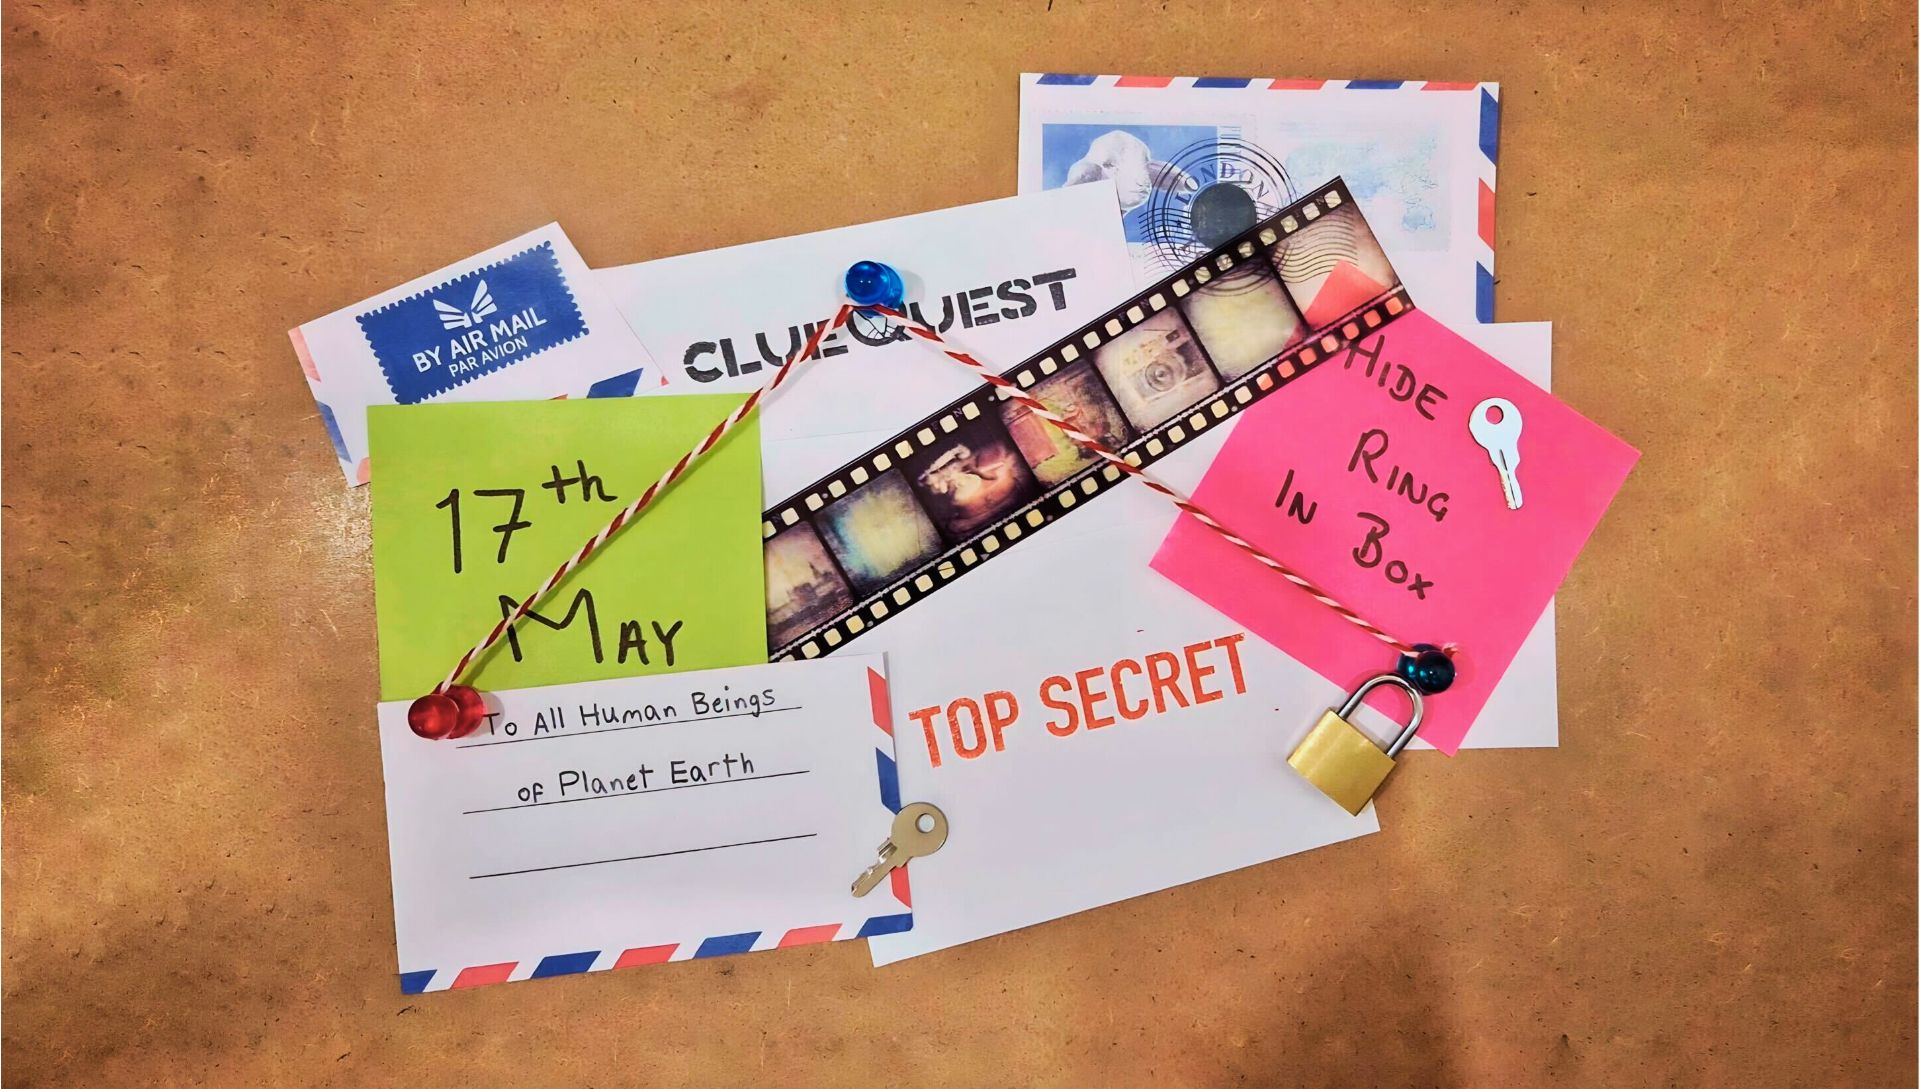 LONDON
BY AIR MAIL
PAR AVION
CLUEQUEST
17th
MAY
HIDE
RING
IN BOX
TOP SECRET
To All Human Beings
of Planet Earth